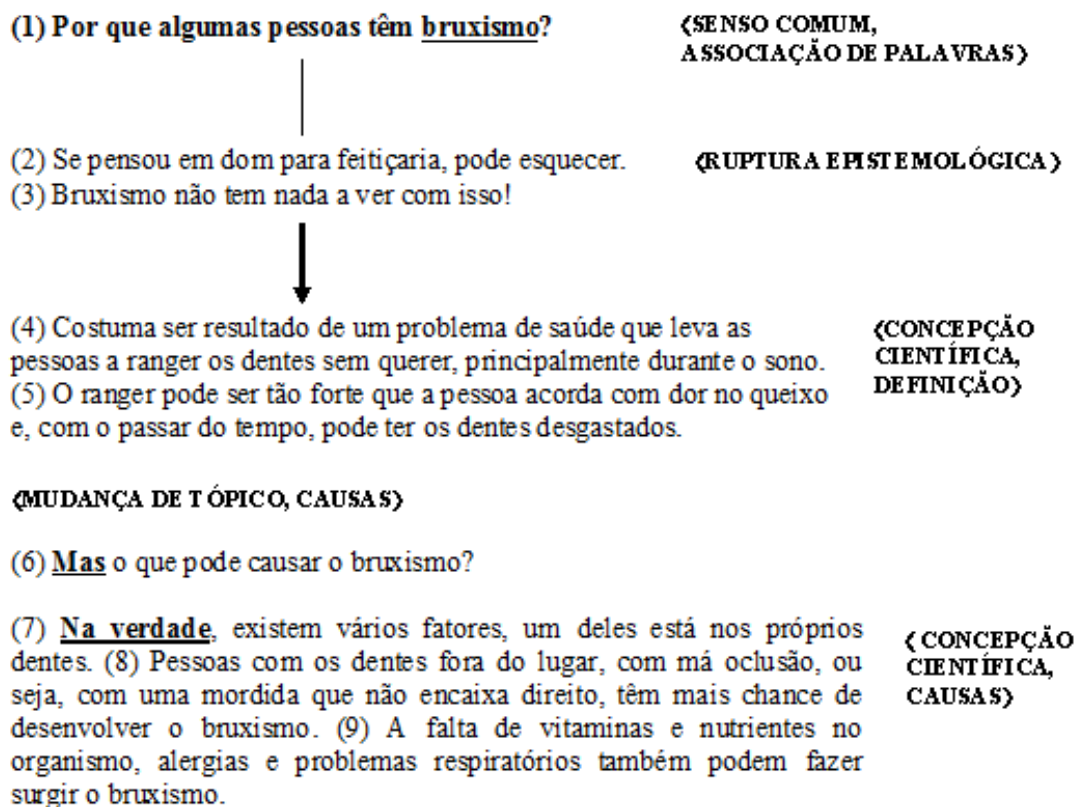 (1) Por que algumas pessoas têm bruxismo?
(SENSO COMUM,
ASSOCIAÇÃO DE PALAVRAS)
(2) Se pensou em dom para feitiçaria, pode esquecer.
(RUPTURA EPISTEMOLÓGICA)
(3) Bruxismo não tem nada a ver com isso!
(4) Costuma ser resultado de um problema de saúde que leva as
pessoas a ranger os dentes sem querer, principalmente durante o sono.
(5) O ranger pode ser tão forte que a pessoa acorda com dor no queixo
e, com o passar do tempo, pode ter os dentes desgastados.
(CONCEPÇÃO
CIENTÍFICA,
DEFINIÇÃO)
(MUDANÇA DE TÓPICO, CAUSAS)
(6) Mas o que pode causar o bruxismo?
(7) Na verdade, existem vários fatores, um deles está nos próprios
dentes. (8) Pessoas com os dentes fora do lugar, com má oclusão, ou
seja, com uma mordida que não encaixa direito, têm mais chance de
desenvolver o bruxismo. (9) A falta de vitaminas e nutrientes no
organismo, alergias e problemas respiratórios também podem fazer
surgir o bruxismo.
(CONCEPÇÃO
CIENTÍFICA,
CAUSAS)